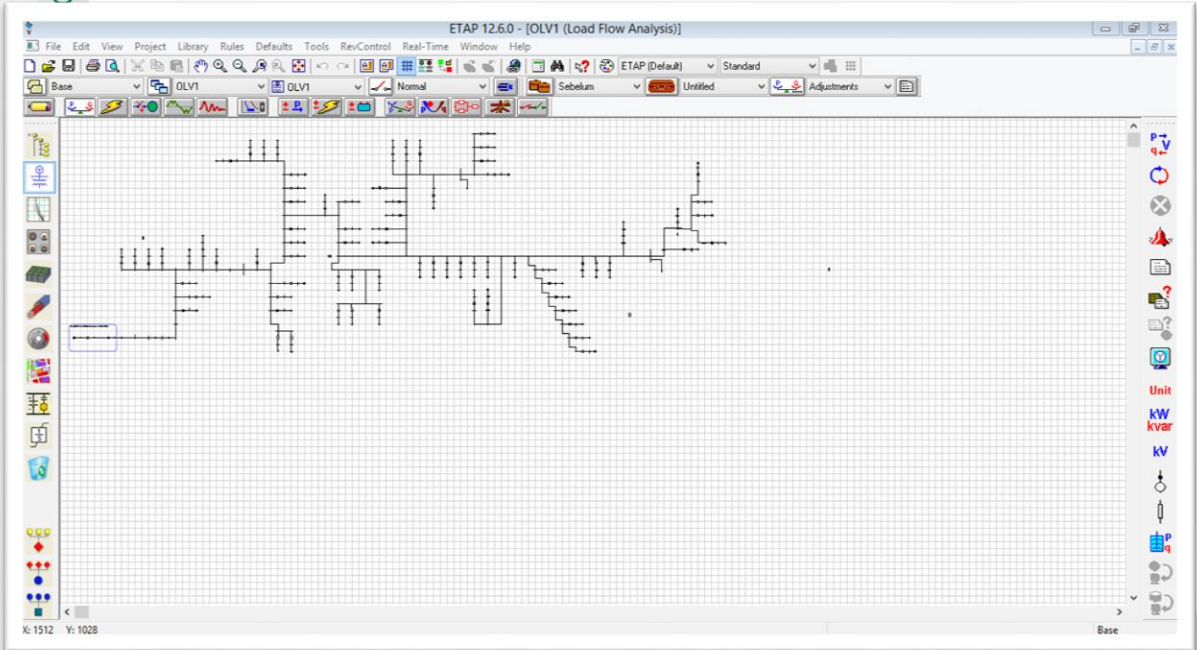 ETAP 12.6.0 - [OLV1 (Load Flow Analysis)]
File Edit View Project Library Rules Defaults Tools RevControl Real-Time Window Help
ETAP (Default) Standard
Base OLV1 OLV1 Normal Sebelum Untitled Adjustments
P V
q
Unit
kW
kvar
kV
P
q
X: 1512 Y: 1028 Base